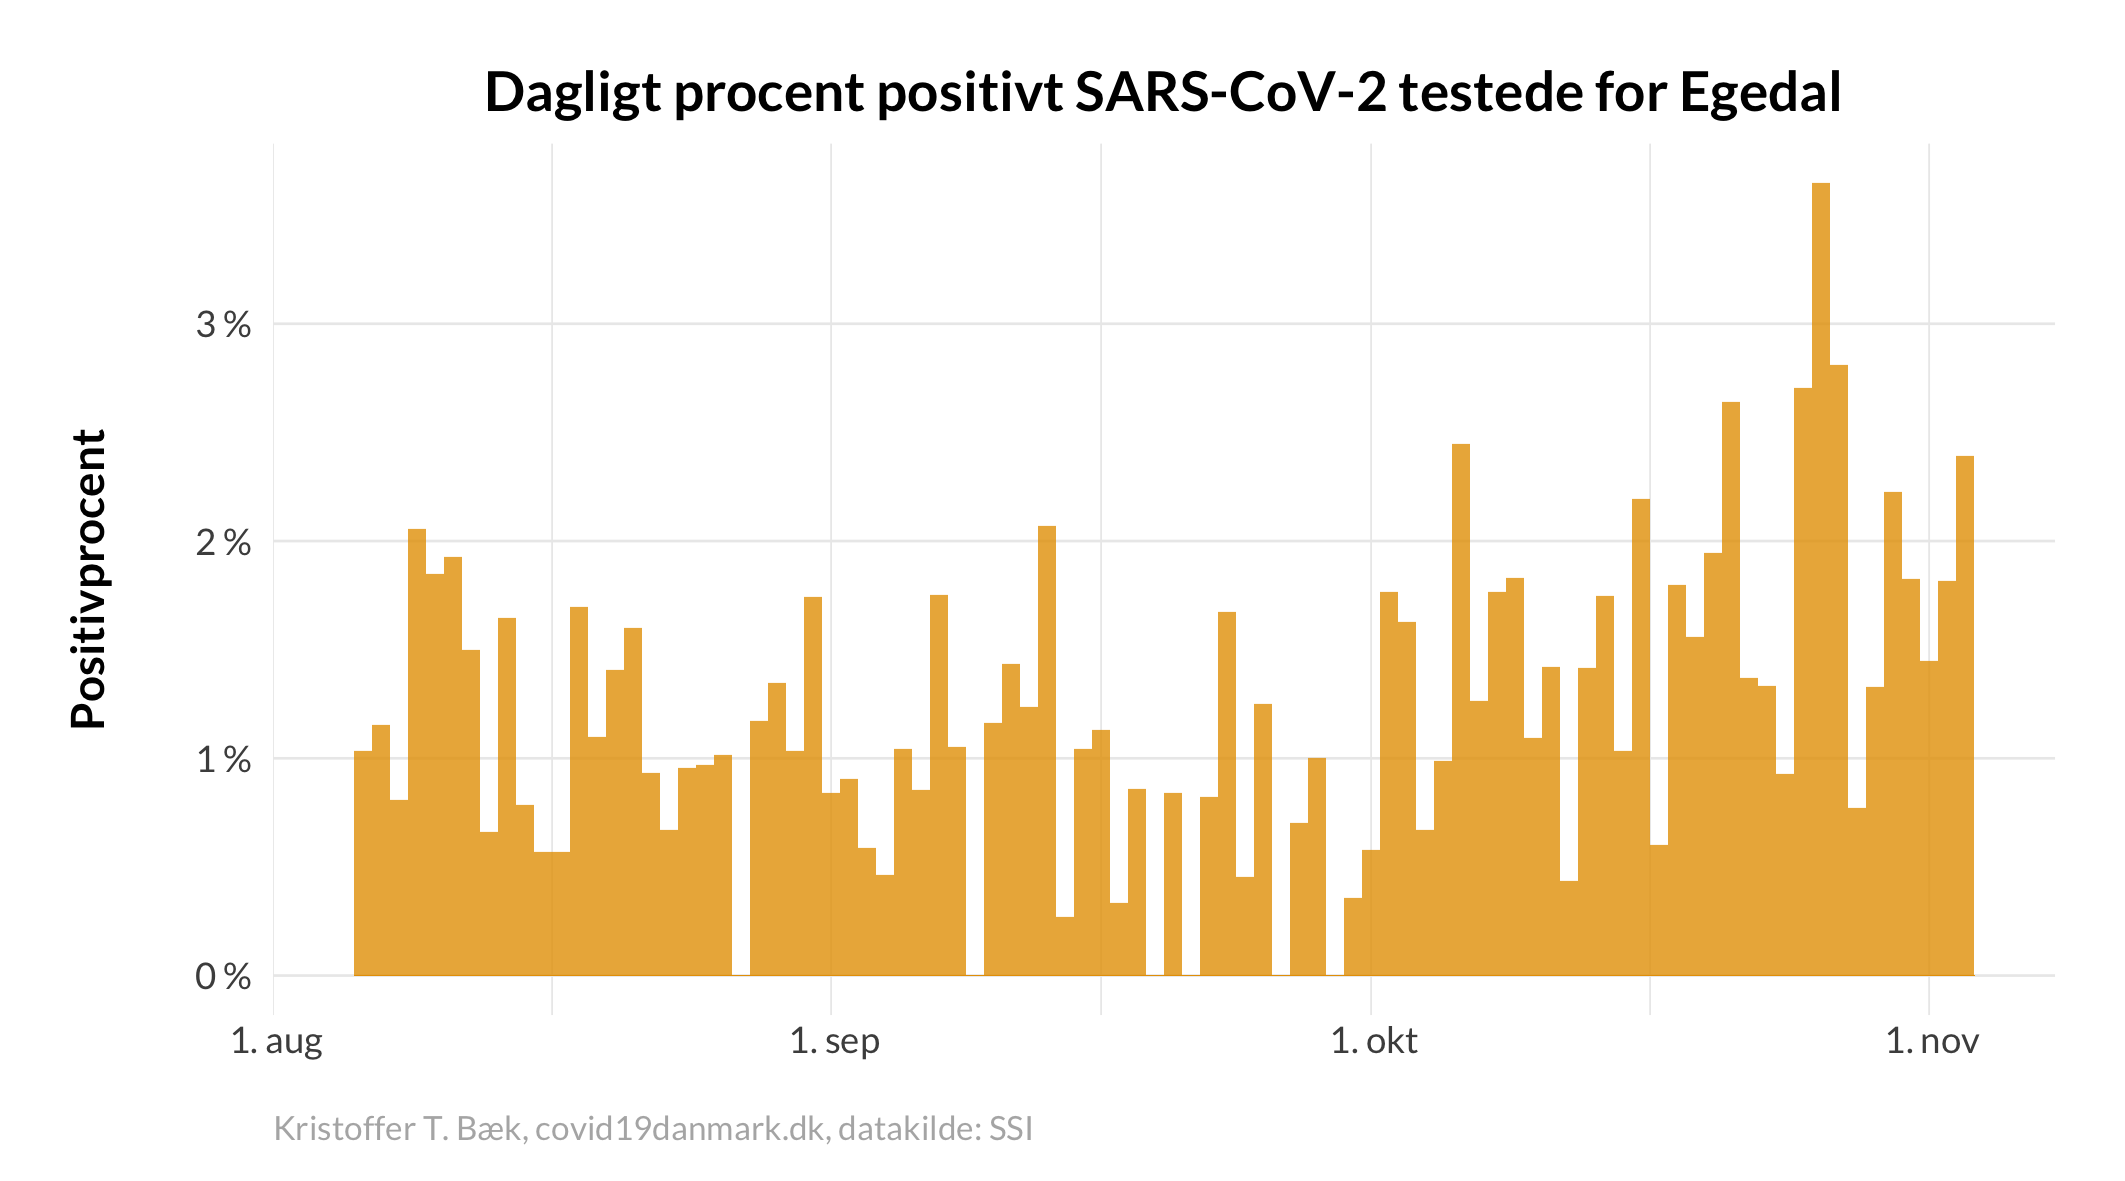 Dagligt procent positivt SARS-CoV-2 testede for Egedal
Positivprocent
3 %
2 %
1 %
0 %
1. aug
1. sep
1. okt
1. nov
Kristoffer T. Bæk, covid19danmark.dk, datakilde: SSI